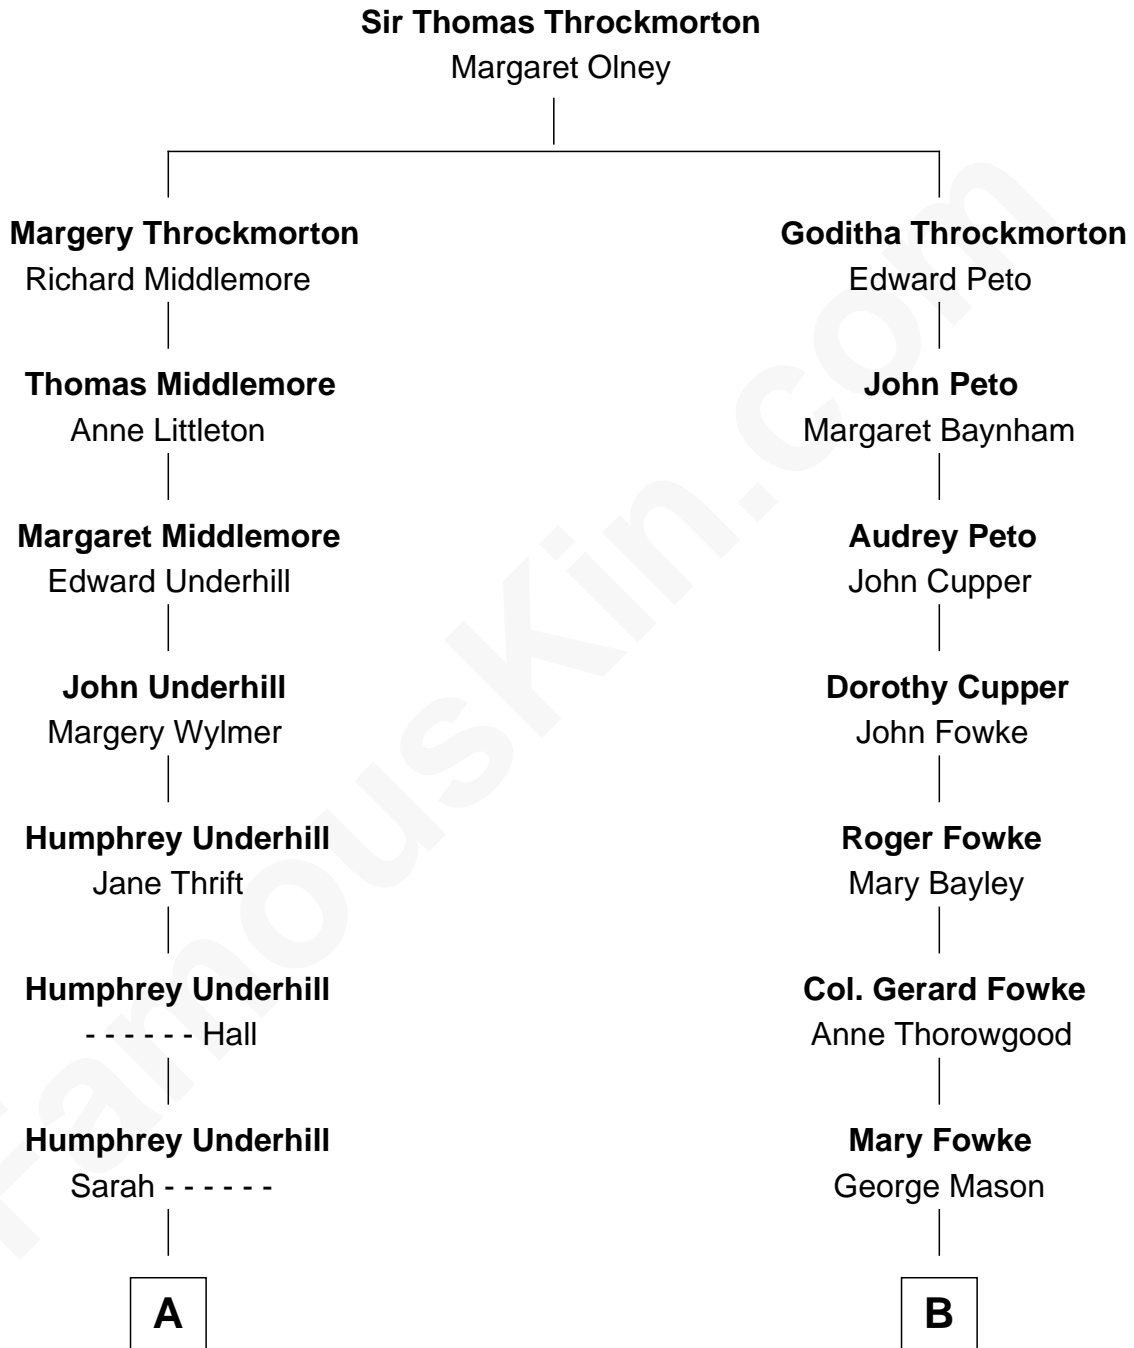 Sir Thomas Throckmorton
Margaret Olney
Margery Throckmorton
Richard Middlemore
Goditha Throckmorton
Edward Peto
Thomas Middlemore
Anne Littleton
John Peto
Margaret Baynham
Margaret Middlemore
Edward Underhill
Audrey Peto
John Cupper
John Underhill
Margery Wylmer
Dorothy Cupper
John Fowke
Humphrey Underhill
Jane Thrift
Roger Fowke
Mary Bayley
Humphrey Underhill
- - - - - - Hall
Col. Gerard Fowke
Anne Thorowgood
Humphrey Underhill
Sarah - - - - - -
Mary Fowke
George Mason
A
B
FamousKin.com